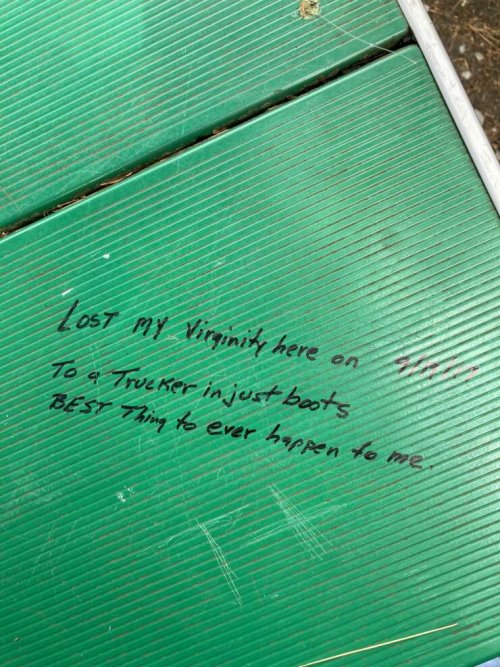 LOST MY Virginity here on
To a Trucker in just boots
BEST Thing to ever happen to me.